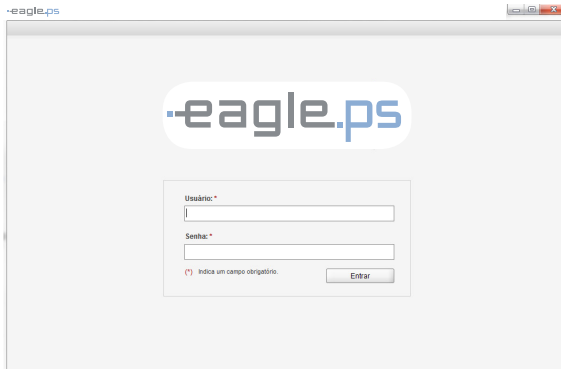 eagle.ps
eagle.ps
Usuário: *
Senha: *
(*) Indica um campo obrigatório.
Entrar